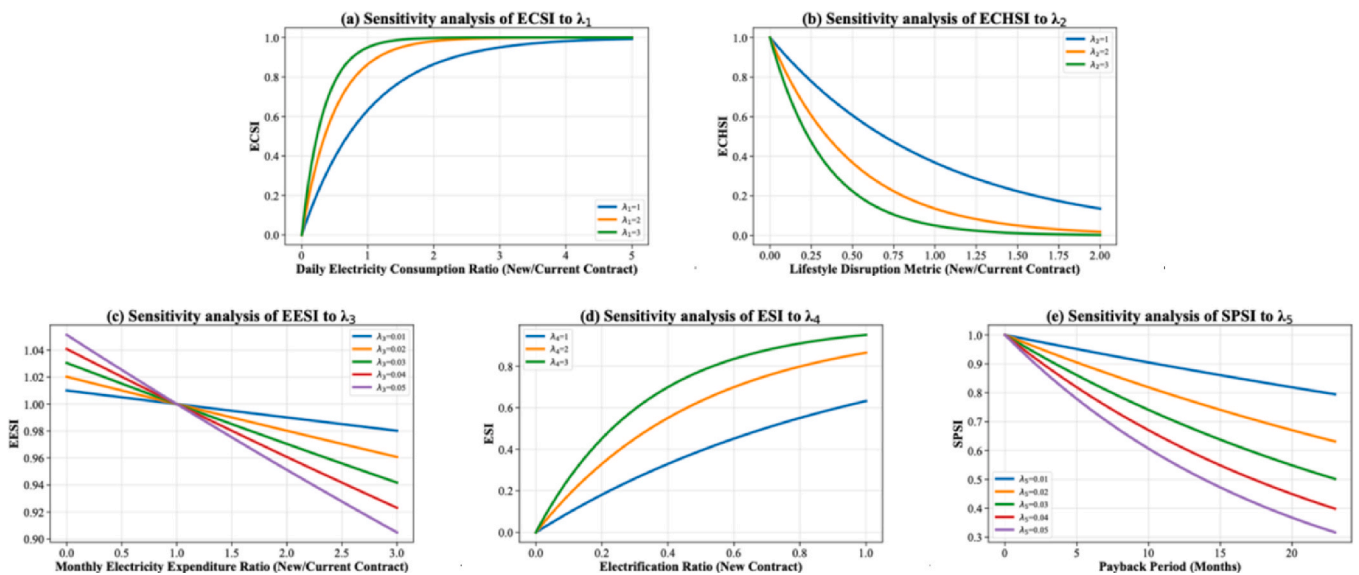 (a) Sensitivity analysis of ECSI to λ₁
1.0
0.8
0.6
0.4
0.2
0.0
ECSI
λ₁=1
λ₁=2
λ₁=3
0 1 2 3 4 5
Daily Electricity Consumption Ratio (New/Current Contract)
(b) Sensitivity analysis of ECHSI to λ₂
1.0
0.8
0.6
0.4
0.2
0.0
ECHSI
λ₂=1
λ₂=2
λ₂=3
0.00 0.25 0.50 0.75 1.00 1.25 1.50 1.75 2.00
Lifestyle Disruption Metric (New/Current Contract)
(c) Sensitivity analysis of EESI to λ₃
1.04
1.02
1.00
0.98
0.96
0.94
0.92
0.90
EESI
λ₃=0.01
λ₃=0.02
λ₃=0.03
λ₃=0.04
λ₃=0.05
0.0 0.5 1.0 1.5 2.0 2.5 3.0
Monthly Electricity Expenditure Ratio (New/Current Contract)
(d) Sensitivity analysis of ESI to λ₄
0.8
0.6
0.4
0.2
0.0
ESI
λ₄=1
λ₄=2
λ₄=3
0.0 0.2 0.4 0.6 0.8 1.0
Electrification Ratio (New Contract)
(e) Sensitivity analysis of SPSI to λ₅
1.0
0.9
0.8
0.7
0.6
0.5
0.4
0.3
SPSI
λ₅=0.01
λ₅=0.02
λ₅=0.03
λ₅=0.04
λ₅=0.05
0 5 10 15 20
Payback Period (Months)